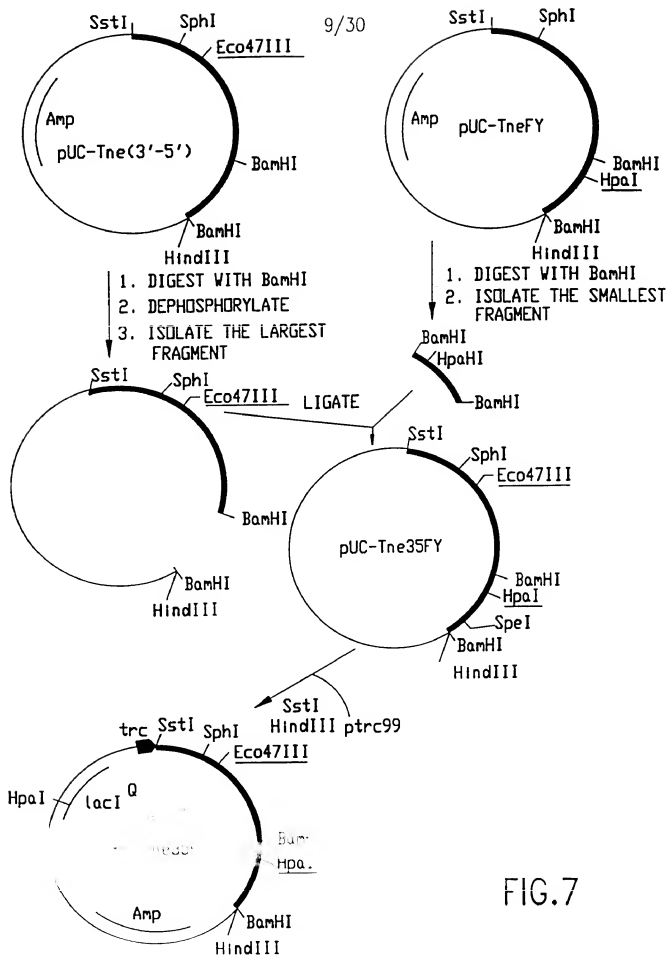 9/30
SstI
SphI
Eco47III
Amp
pUC-Tne(3'-5')
BamHI
BamHI
HindIII
SstI
SphI
Amp
pUC-TneFY
BamHI
HpaI
BamHI
HindIII
1. DIGEST WITH BamHI
2. DEPHOSPHORYLATE
3. ISOLATE THE LARGEST
FRAGMENT
1. DIGEST WITH BamHI
2. ISOLATE THE SMALLEST
FRAGMENT
BamHI
HpaHI
BamHI
SstI
SphI
Eco47III
LIGATE
BamHI
BamHI
HindIII
SstI
SphI
Eco47III
pUC-Tne35FY
BamHI
HpaI
SpeI
BamHI
HindIII
SstI
HindIII ptrc99
trc
SstI
SphI
Eco47III
HpaI
lacI Q
Amp
BamHI
HindIII
FIG.7